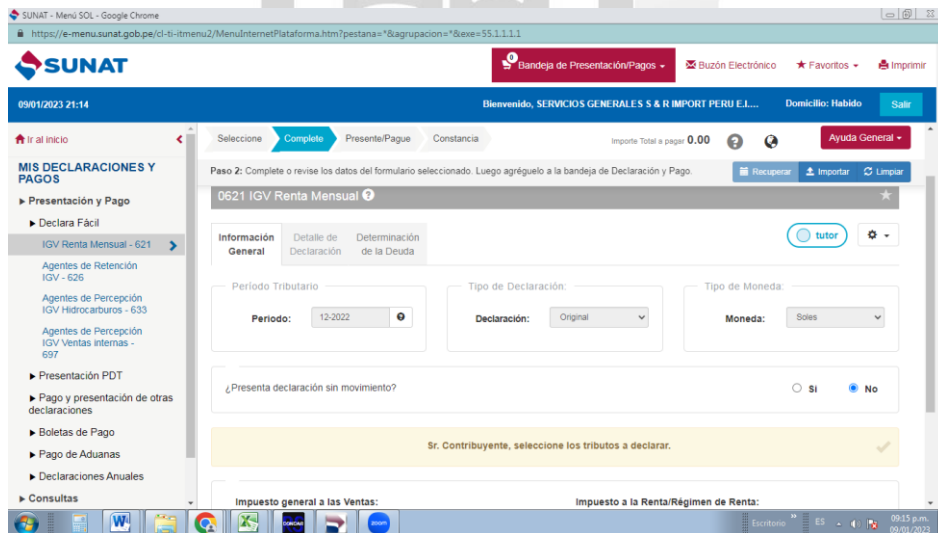 SUNAT - Menú SOL - Google Chrome
https://e-menu.sunat.gob.pe/cl-ti-itmenu2/MenuInternetPlataforma.htm?pestana=*&agrupacion=*&exe=55.1.1.1.1
SUNAT
0
Bandeja de Presentación/Pagos
Buzón Electrónico
Favoritos
Imprimir
09/01/2023 21:14
Bienvenido, SERVICIOS GENERALES S & R IMPORT PERU E.I....
Domicilio: Habido
Salir
Ir al inicio
Seleccione
Complete
Presente/Pague
Constancia
Importe Total a pagar 0.00
Ayuda General
MIS DECLARACIONES Y
PAGOS
Paso 2: Complete o revise los datos del formulario seleccionado. Luego agréguelo a la bandeja de Declaración y Pago.
Recuperar
Importar
Limpiar
Presentación y Pago
Declara Fácil
IGV Renta Mensual - 621
Agentes de Retención
IGV - 626
Agentes de Percepción
IGV Hidrocarburos - 633
Agentes de Percepción
IGV Ventas internas -
697
Presentación PDT
Pago y presentación de otras
declaraciones
Boletas de Pago
Pago de Aduanas
Declaraciones Anuales
Consultas
0621 IGV Renta Mensual
Información
General
Detalle de
Declaración
Determinación
de la Deuda
tutor
Período Tributario
Periodo:
12-2022
Tipo de Declaración:
Declaración:
Original
Tipo de Moneda:
Moneda:
Soles
¿Presenta declaración sin movimiento?
Si
No
Sr. Contribuyente, seleccione los tributos a declarar.
Impuesto general a las Ventas:
Impuesto a la Renta/Régimen de Renta:
CONCAR
zoom
Escritorio
ES
09:15 p.m.
09/01/2023